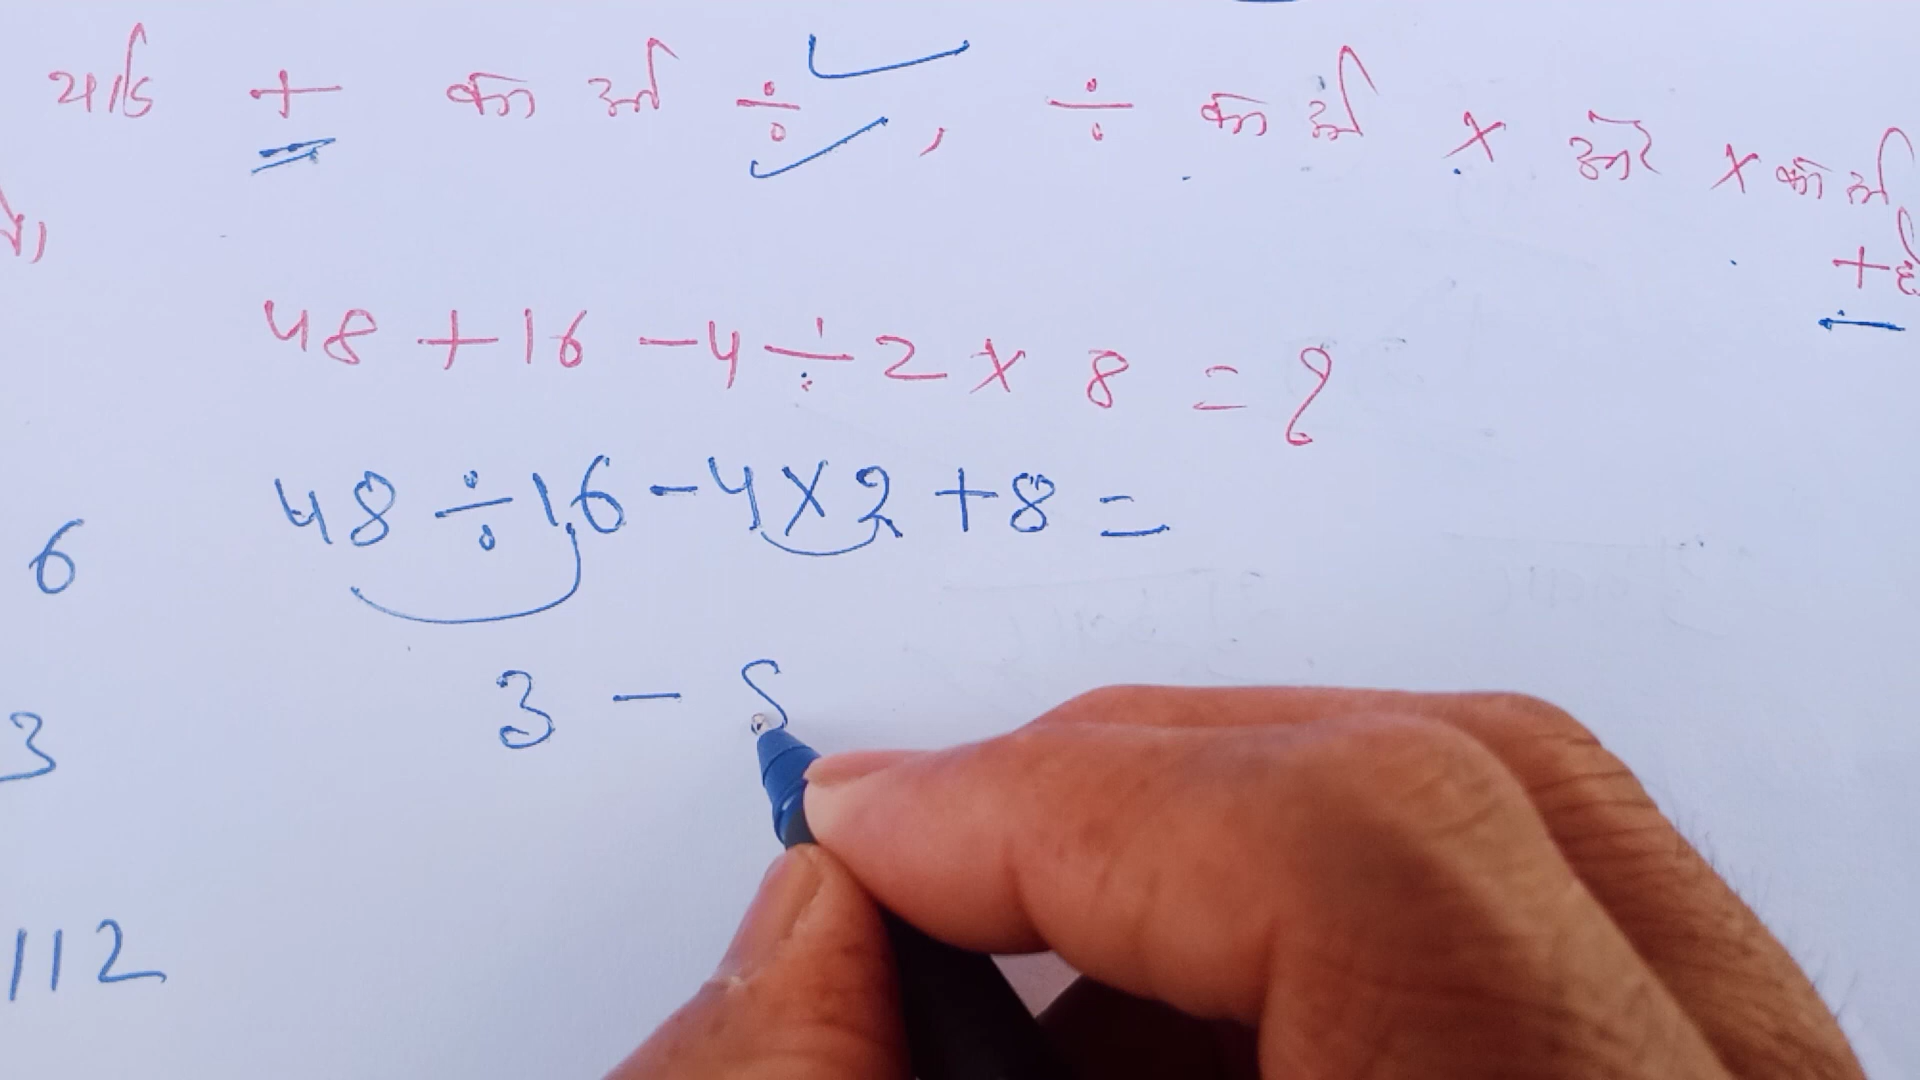 यदि + का अर्थ ÷ , ÷ का अर्थ × और × का अर्थ
+ है
48 + 16 - 4 ÷ 2 × 8 = ?
48 ÷ 16 - 4 × 2 + 8 =
6
3 -
3
112